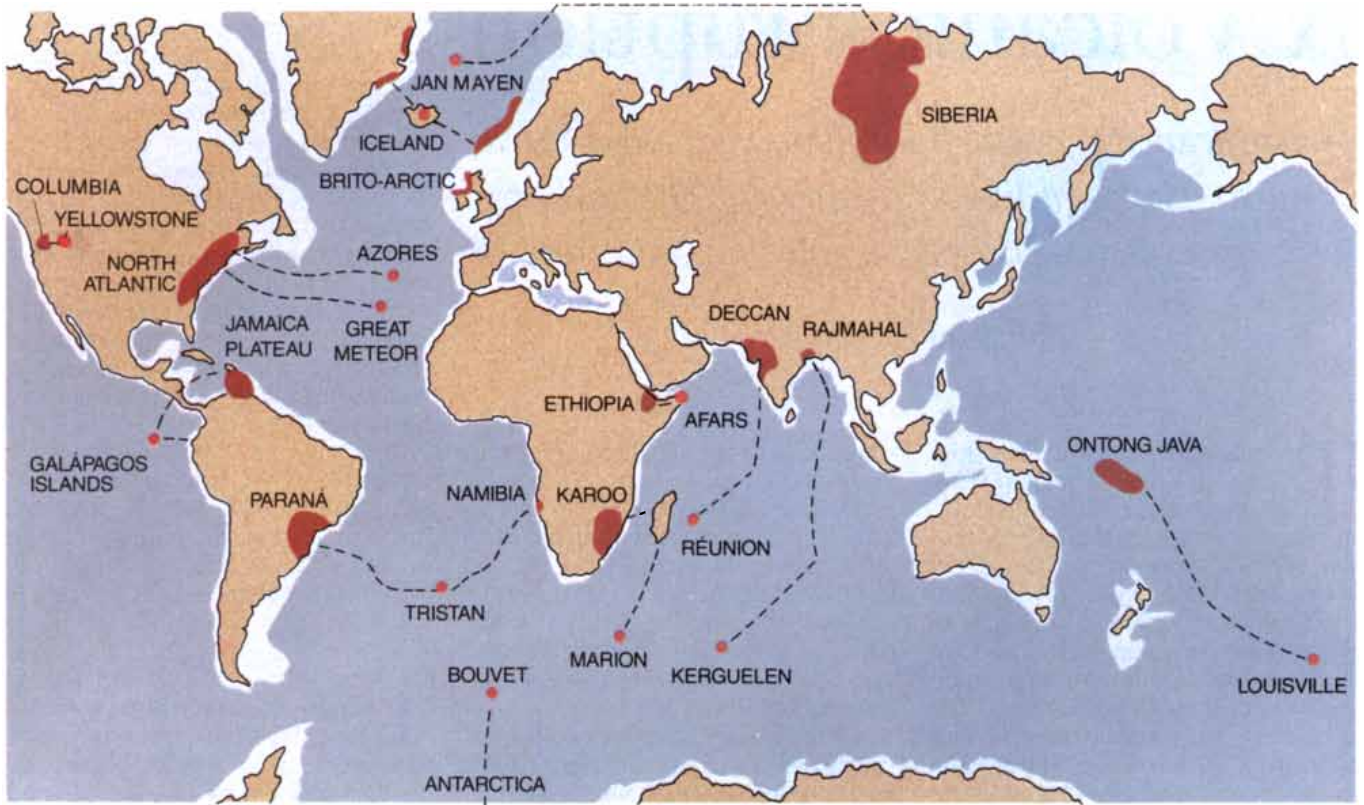 JAN MAYEN
SIBERIA
ICELAND
BRITO-ARCTIC
COLUMBIA
YELLOWSTONE
NORTH
ATLANTIC
AZORES
GREAT
METEOR
JAMAICA
PLATEAU
DECCAN
RAJMAHAL
ETHIOPIA
AFARS
GALÁPAGOS
ISLANDS
ONTONG JAVA
PARANÁ
NAMIBIA
KAROO
RÉUNION
TRISTAN
MARION
KERGUELEN
BOUVET
LOUISVILLE
ANTARCTICA